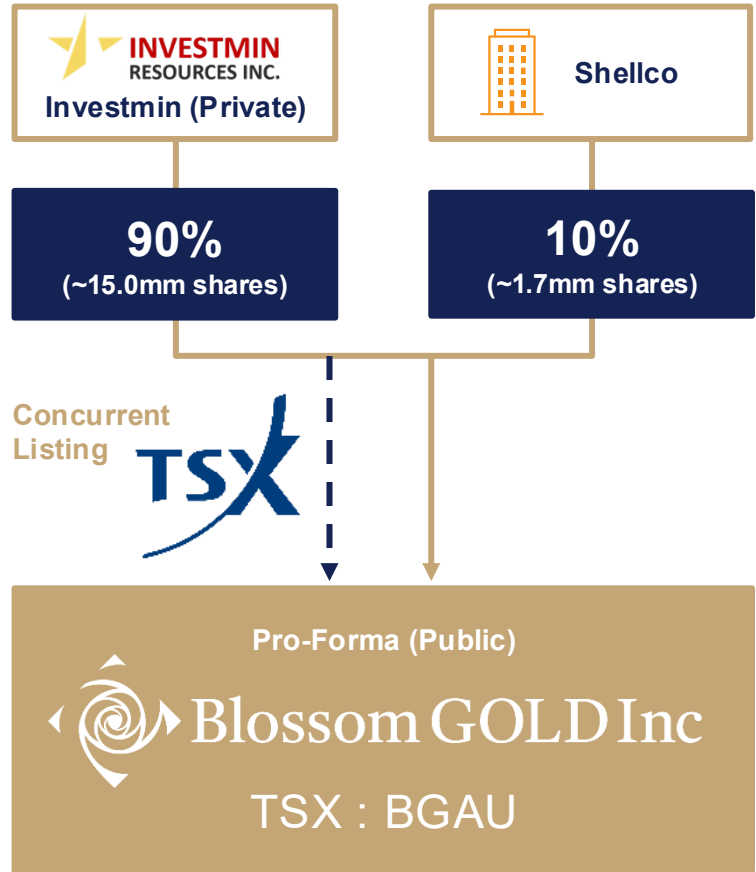 INVESTMIN
RESOURCES INC.
Investmin (Private)
Shellco
90%
(~15.0mm shares)
10%
(~1.7mm shares)
Concurrent
Listing
TSX
Pro-Forma (Public)
Blossom GOLD Inc
TSX : BGAU